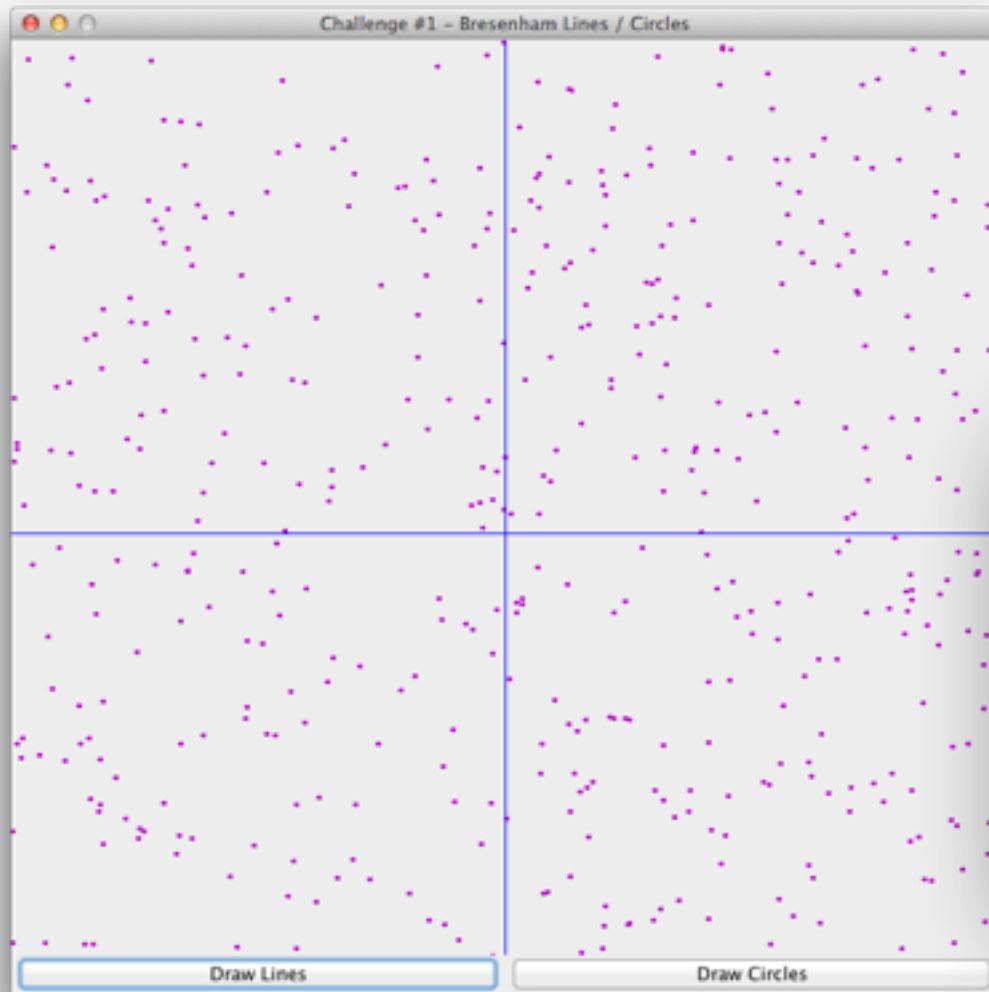 Challenge #1 – Bresenham Lines / Circles
Draw Lines
Draw Circles